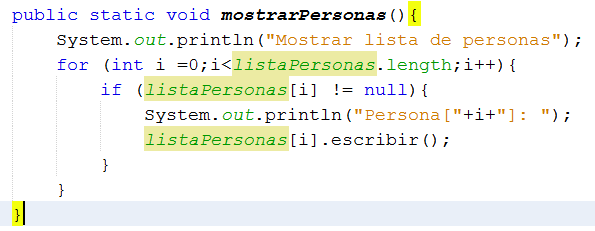 public static void mostrarPersonas(){
System.out.println("Mostrar lista de personas");
for (int i =0;i<listaPersonas.length;i++){
if (listaPersonas[i] != null){
System.out.println("Persona["+i+"]: ");
listaPersonas[i].escribir();
}
}
}